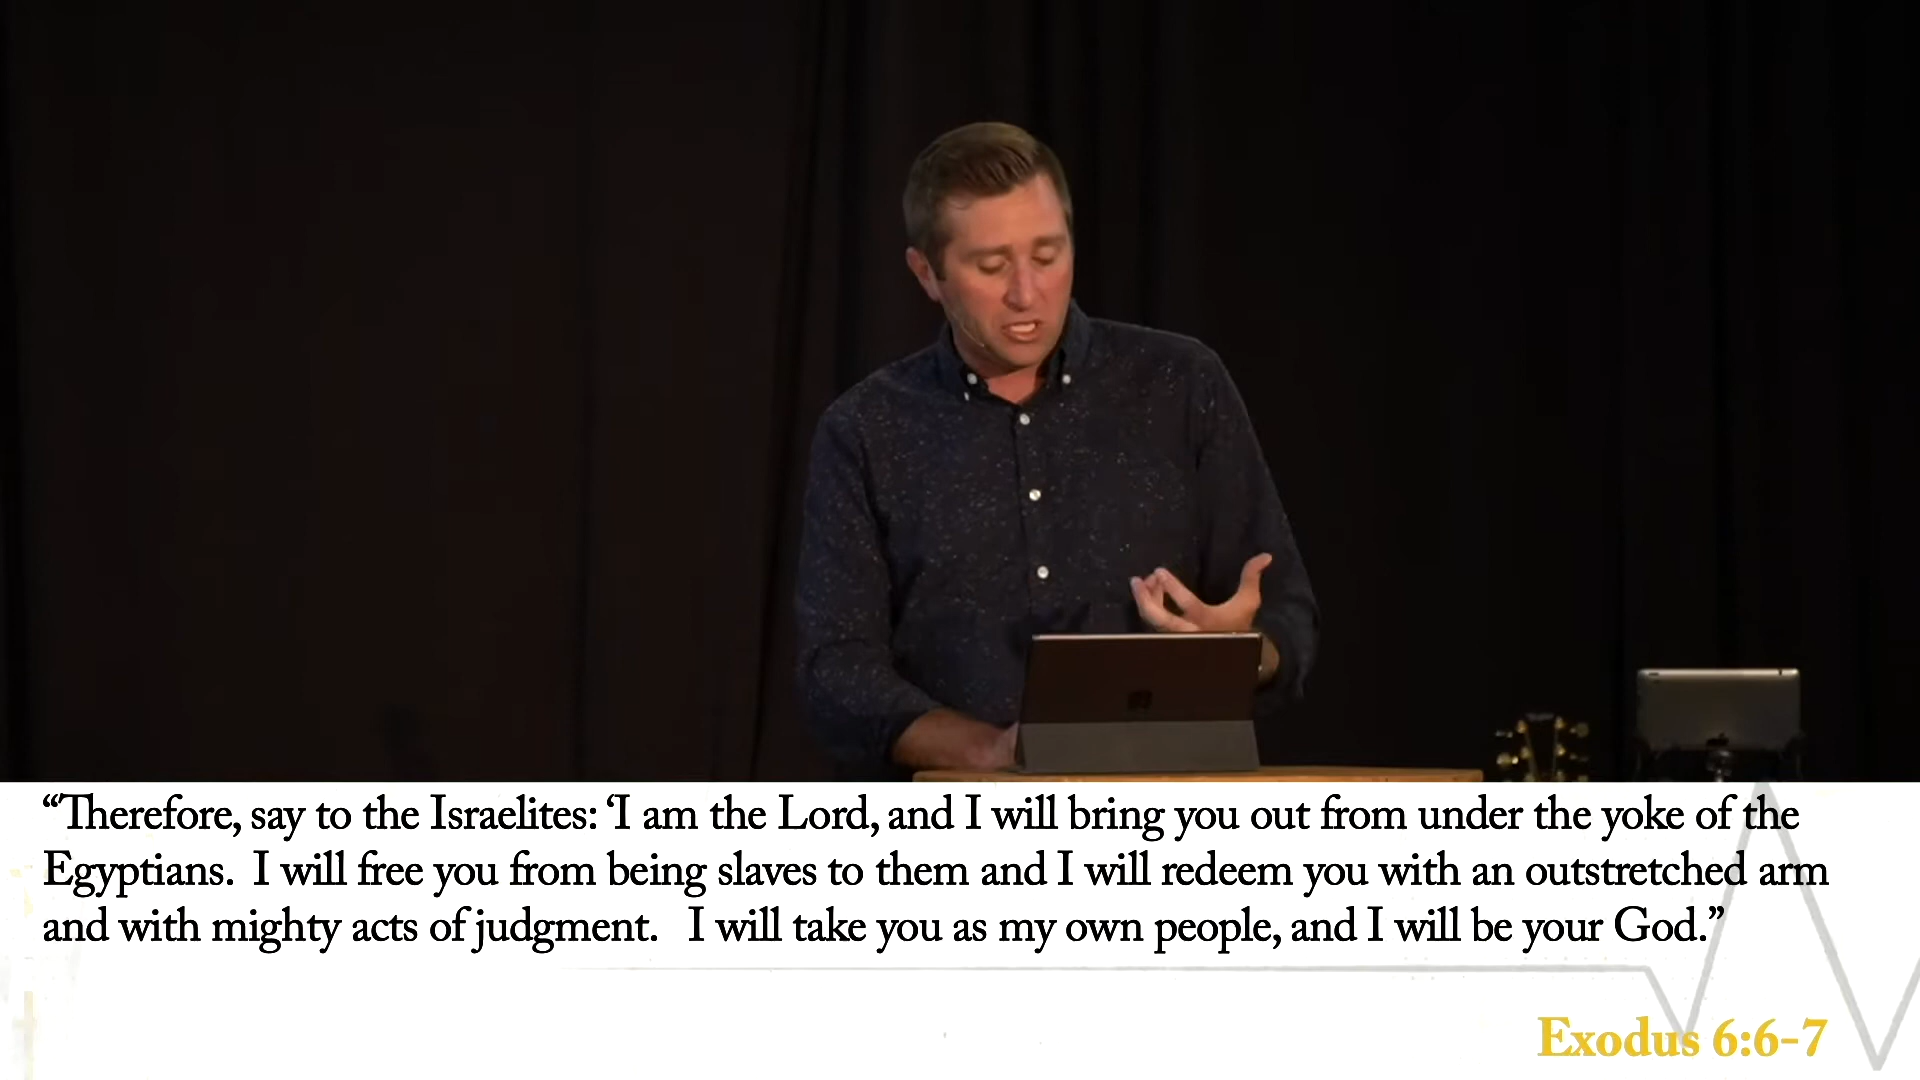 “Therefore, say to the Israelites: ‘I am the Lord, and I will bring you out from under the yoke of the
Egyptians. I will free you from being slaves to them and I will redeem you with an outstretched arm
and with mighty acts of judgment. I will take you as my own people, and I will be your God.”
Exodus 6:6-7